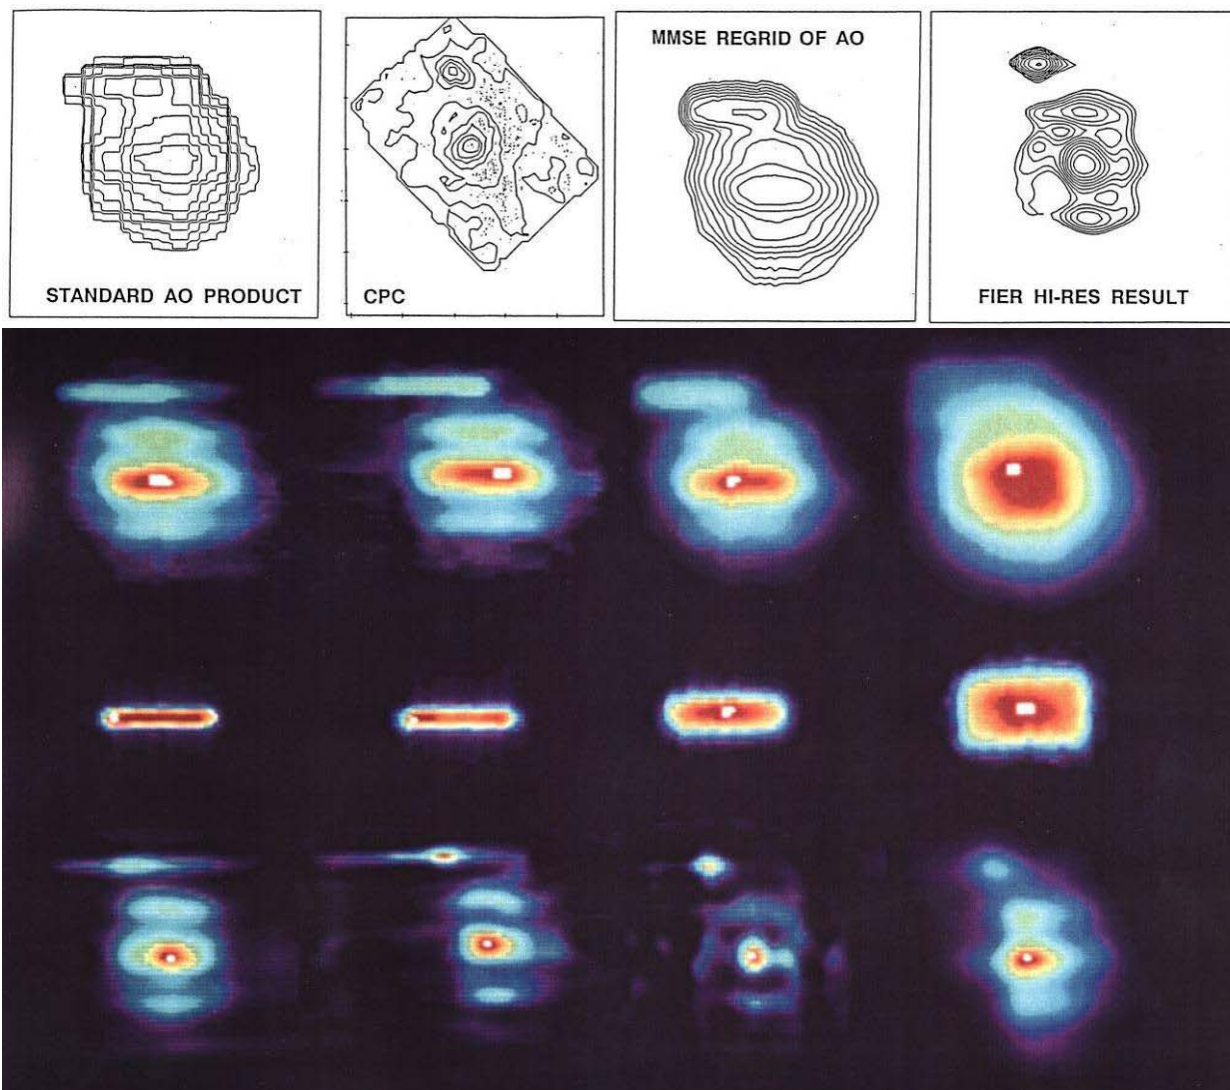 MMSE REGRID OF AO
STANDARD AO PRODUCT
CPC
FIER HI-RES RESULT